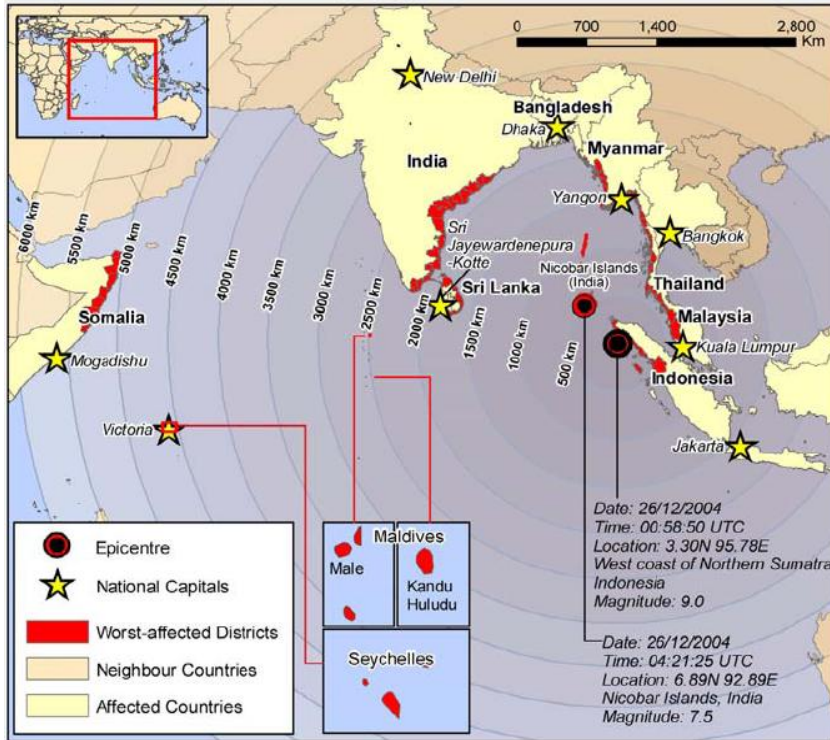 0 700 1,400 2,800
Km
New Delhi
Bangladesh
Dhaka
Myanmar
India
Yangon
Bangkok
Sri
Jayewardenepura
-Kotte
Nicobar Islands
(India)
Sri Lanka
Thailand
Malaysia
Kuala Lumpur
Indonesia
Jakarta
6000 km
5500 km
5000 km
4500 km
4000 km
3500 km
3000 km
2500 km
2000 km
1500 km
1000 km
500 km
Somalia
Mogadishu
Victoria
Date: 26/12/2004
Time: 00:58:50 UTC
Location: 3.30N 95.78E
West coast of Northern Sumatra
Indonesia
Magnitude: 9.0
Date: 26/12/2004
Time: 04:21:25 UTC
Location: 6.89N 92.89E
Nicobar Islands, India
Magnitude: 7.5
Maldives
Male
Kandu
Huludu
Seychelles
Epicentre
National Capitals
Worst-affected Districts
Neighbour Countries
Affected Countries